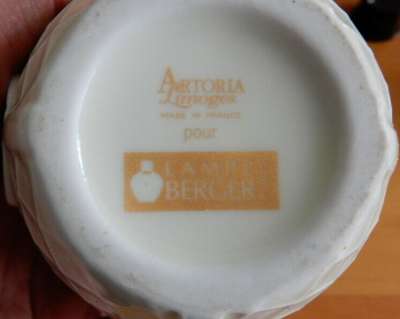 ARTORIA
Limoges
MADE IN FRANCE
pour
LAMPE
BERGER